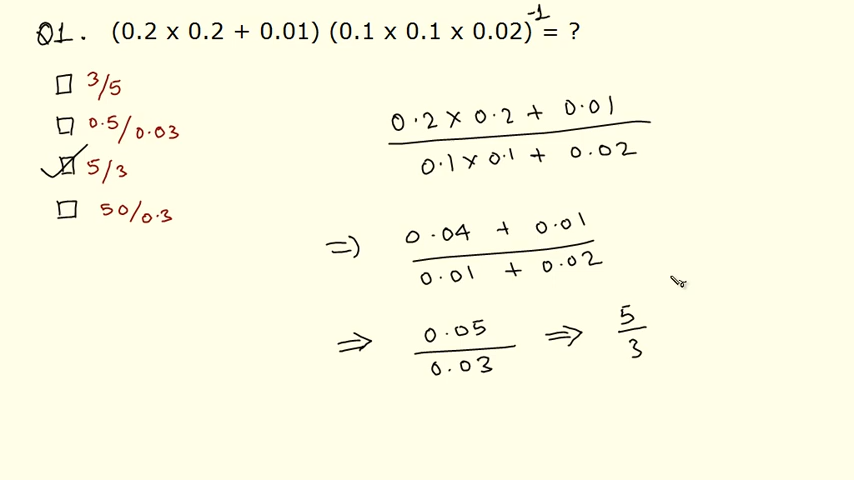 Q1. (0.2 x 0.2 + 0.01) (0.1 x 0.1 x 0.02)⁻¹ = ?
3/5
0.5/0.03
5/3
50/0.3
0.2 x 0.2 + 0.01
0.1 x 0.1 + 0.02
=) 0.04 + 0.01
0.01 + 0.02
⇒ 0.05 ⇒ 5
0.03 3